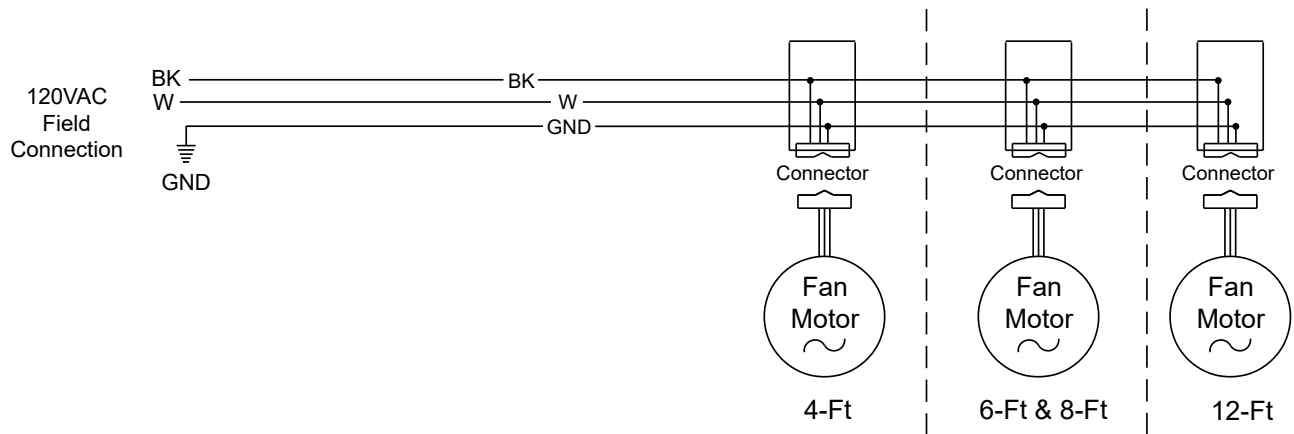 120VAC
Field
Connection
BK
W
GND
BK
W
GND
Connector
Connector
Connector
Fan
Motor
Fan
Motor
Fan
Motor
4-Ft
6-Ft & 8-Ft
12-Ft